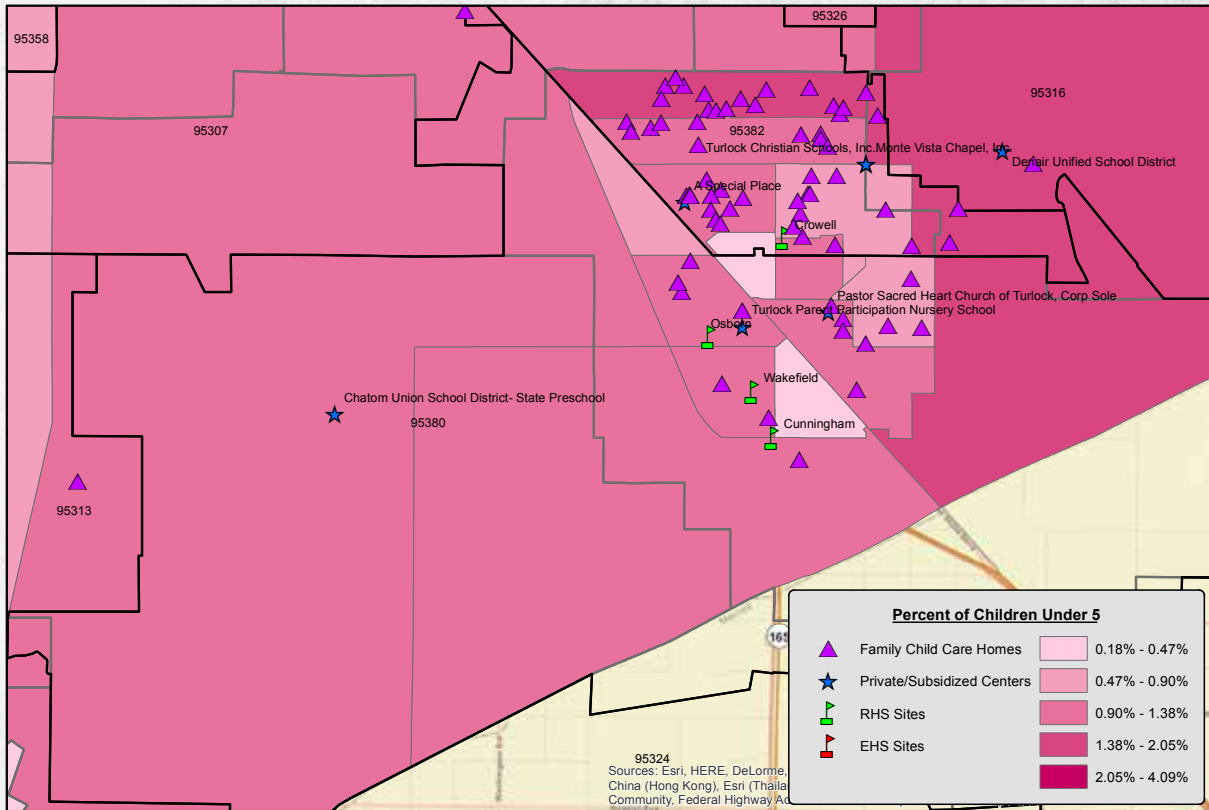 95358
95326
95307
95316
95382
Turlock Christian Schools, Inc.
Monte Vista Chapel, Inc.
Denair Unified School District
A Special Place
Crowell
Pastor Sacred Heart Church of Turlock, Corp Sole
Turlock Parent Participation Nursery School
Osborn
Wakefield
Chatom Union School District- State Preschool
95380
Cunningham
95313
165
95324
Sources: Esri, HERE, DeLorme,
China (Hong Kong), Esri (Thaila
Community, Federal Highway Ad
Percent of Children Under 5
Family Child Care Homes
Private/Subsidized Centers
RHS Sites
EHS Sites
0.18% - 0.47%
0.47% - 0.90%
0.90% - 1.38%
1.38% - 2.05%
2.05% - 4.09%